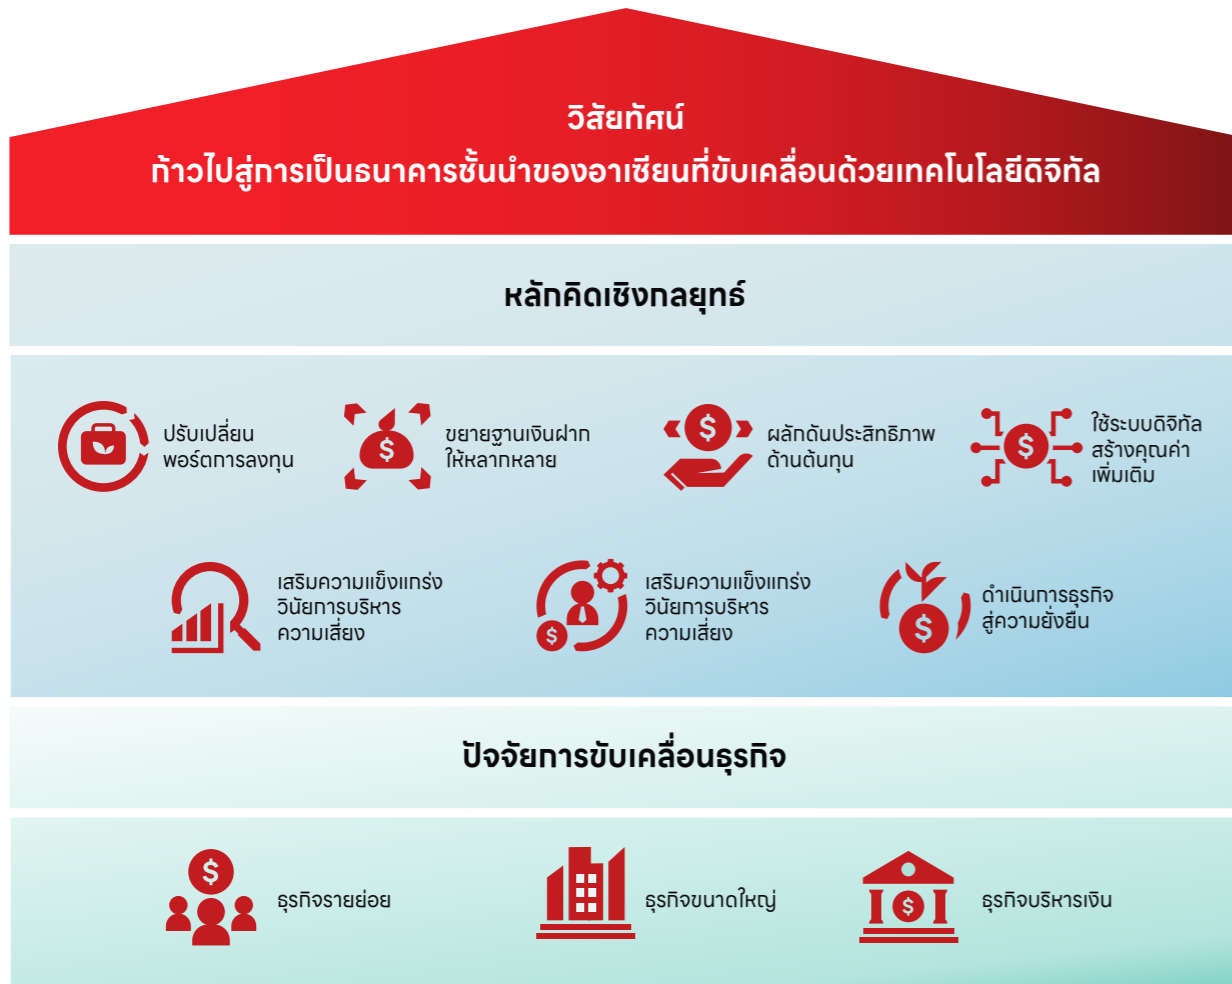 วิสัยทัศน์
ก้าวไปสู่การเป็นธนาคารชั้นนำของอาเซียนที่ขับเคลื่อนด้วยเทคโนโลยีดิจิทัล
หลักคิดเชิงกลยุทธ์
ปรับเปลี่ยน
พอร์ตการลงทุน
ขยายฐานเงินฝาก
ให้หลากหลาย
ผลักดันประสิทธิภาพ
ด้านต้นทุน
ใช้ระบบดิจิทัล
สร้างคุณค่า
เพิ่มเติม
เสริมความแข็งแกร่ง
วินัยการบริหาร
ความเสี่ยง
เสริมความแข็งแกร่ง
วินัยการบริหาร
ความเสี่ยง
ดำเนินการธุรกิจ
สู่ความยั่งยืน
ปัจจัยการขับเคลื่อนธุรกิจ
ธุรกิจรายย่อย
ธุรกิจขนาดใหญ่
ธุรกิจบริหารเงิน